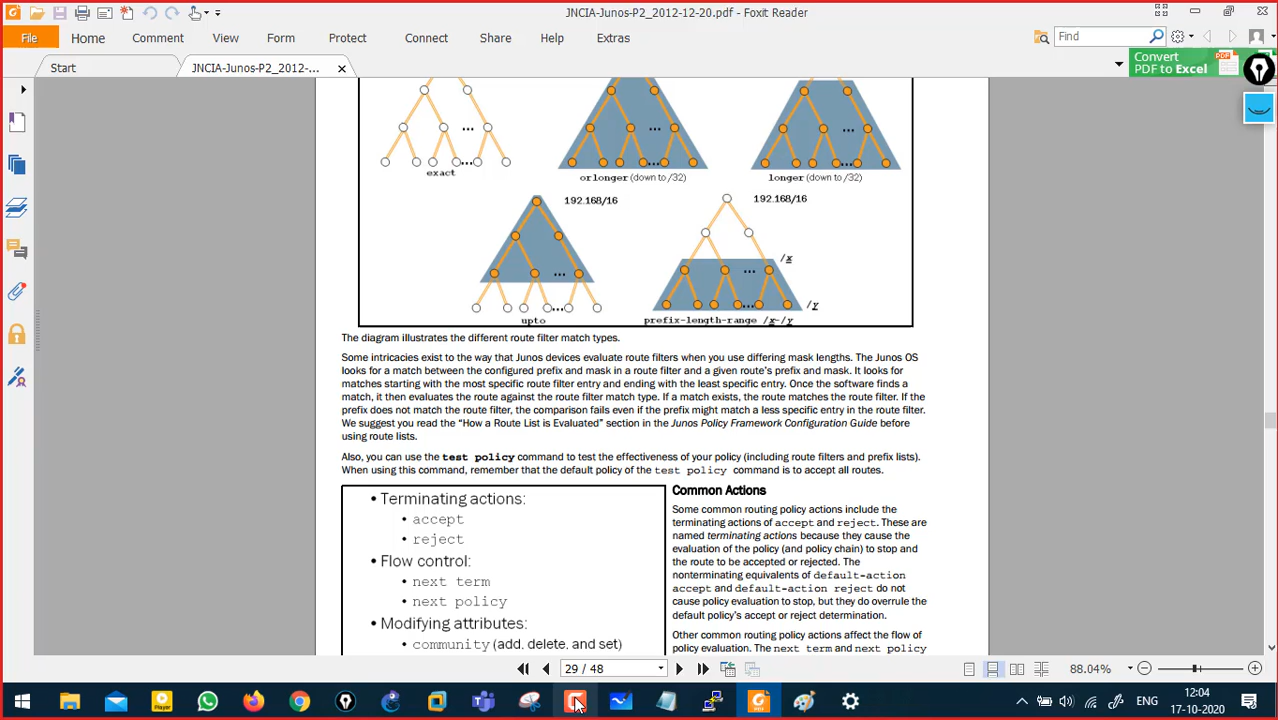 JNCIA-Junos-P2_2012-12-20.pdf - Foxit Reader
File
Home
Comment
View
Form
Protect
Connect
Share
Help
Extras
Find
Start
JNCIA-Junos-P2_2012-12-...
Convert
PDF to Excel
exact
orlonger (down to /32)
longer (down to /32)
192.168/16
192.168/16
/x
/y
upto
prefix-length-range /x-/y
The diagram illustrates the different route filter match types.
Some intricacies exist to the way that Junos devices evaluate route filters when you use differing mask lengths. The Junos OS
looks for a match between the configured prefix and mask in a route filter and a given route's prefix and mask. It looks for
matches starting with the most specific route filter entry and ending with the least specific entry. Once the software finds a
match, it then evaluates the route against the route filter match type. If a match exists, the route matches the route filter. If the
prefix does not match the route filter, the comparison fails even if the prefix might match a less specific entry in the route filter.
We suggest you read the "How a Route List is Evaluated" section in the Junos Policy Framework Configuration Guide before
using route lists.
Also, you can use the test policy command to test the effectiveness of your policy (including route filters and prefix lists).
When using this command, remember that the default policy of the test policy command is to accept all routes.
• Terminating actions:
• accept
• reject
• Flow control:
• next term
• next policy
• Modifying attributes:
• community (add, delete, and set)
Common Actions
Some common routing policy actions include the
terminating actions of accept and reject. These are
named terminating actions because they cause the
evaluation of the policy (and policy chain) to stop and
the route to be accepted or rejected. The
nonterminating equivalents of default-action
accept and default-action reject do not
cause policy evaluation to stop, but they do overrule the
default policy's accept or reject determination.
Other common routing policy actions affect the flow of
policy evaluation. The next term and next policy
29 / 48
88.04%
ENG
12:04
17-10-2020